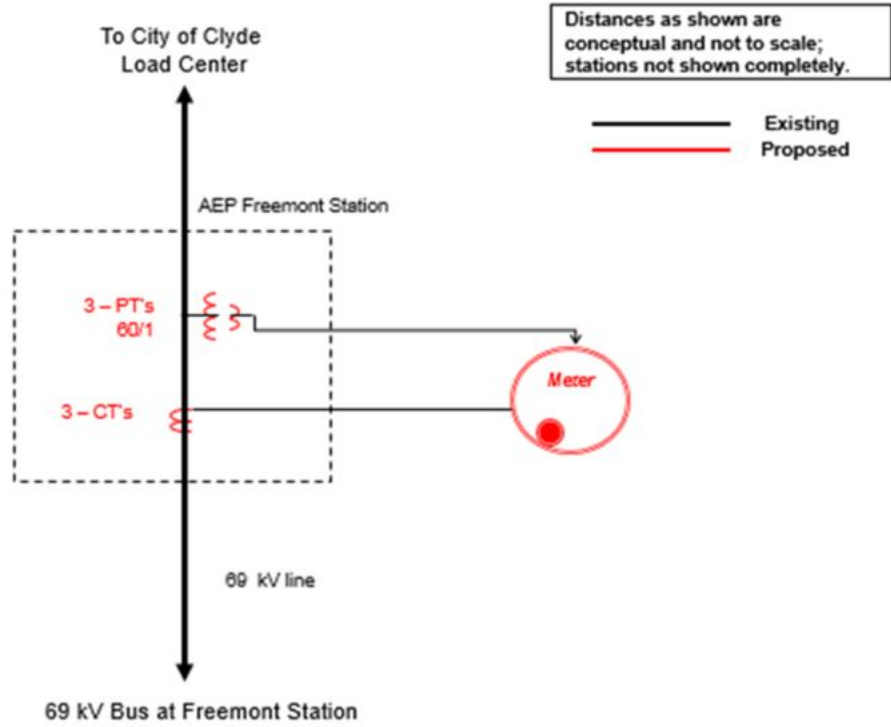 To City of Clyde
Load Center
Distances as shown are
conceptual and not to scale;
stations not shown completely.
Existing
Proposed
AEP Freemont Station
3 – PT's
60/1
Meter
3 – CT's
69 kV line
69 kV Bus at Freemont Station